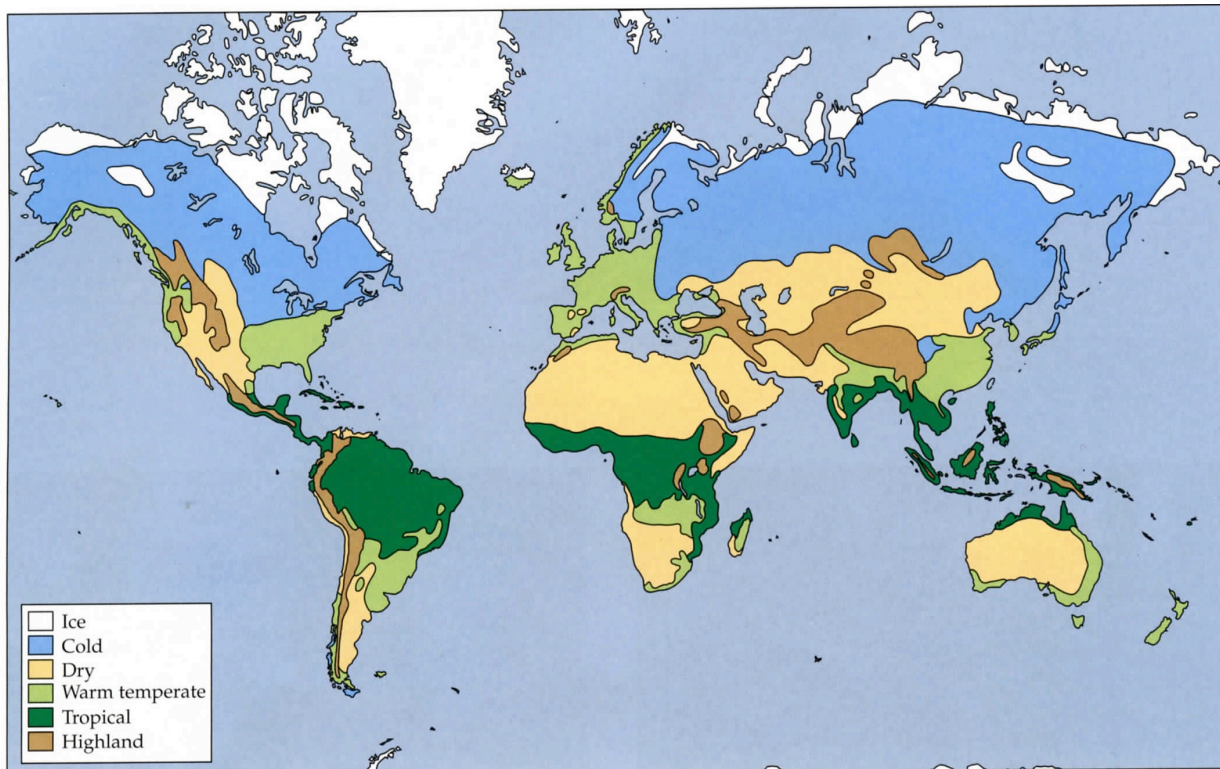 Ice
Cold
Dry
Warm temperate
Tropical
Highland